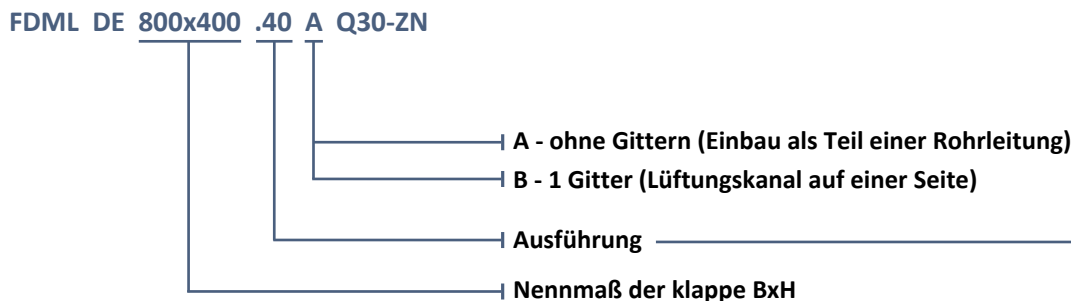 FDML DE 800x400 .40 A Q30-ZN
A - ohne Gittern (Einbau als Teil einer Rohrleitung)
B - 1 Gitter (Lüftungskanal auf einer Seite)
Ausführung
Nennmaß der klappe BxH